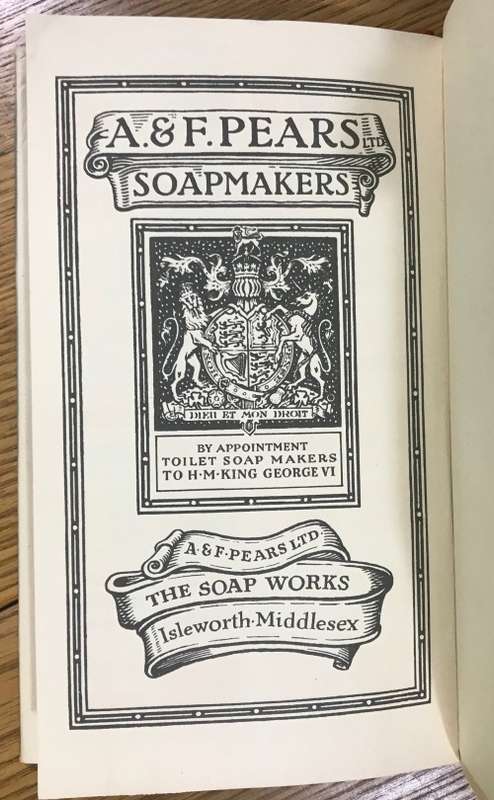 A. & F. PEARS LTD
SOAPMAKERS
DIEU ET MON DROIT
BY APPOINTMENT
TOILET SOAP MAKERS
TO H·M·KING GEORGE VI
A·&F·PEARS LTD·
THE SOAP WORKS
Isleworth·Middlesex